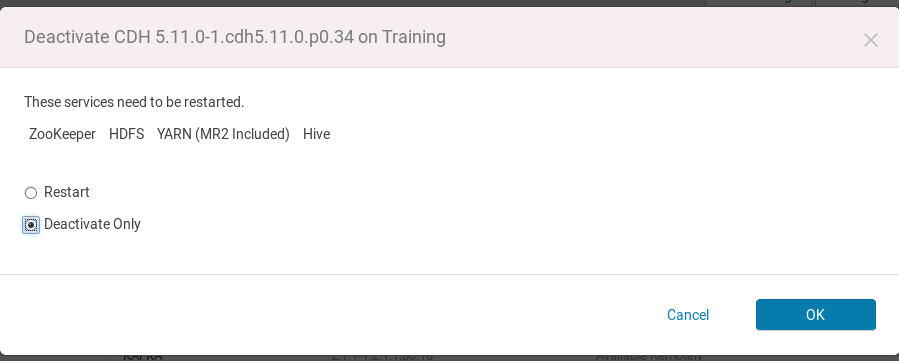 Deactivate CDH 5.11.0-1.cdh5.11.0.p0.34 on Training
These services need to be restarted.
ZooKeeper HDFS YARN (MR2 Included) Hive
Restart
Deactivate Only
Cancel OK